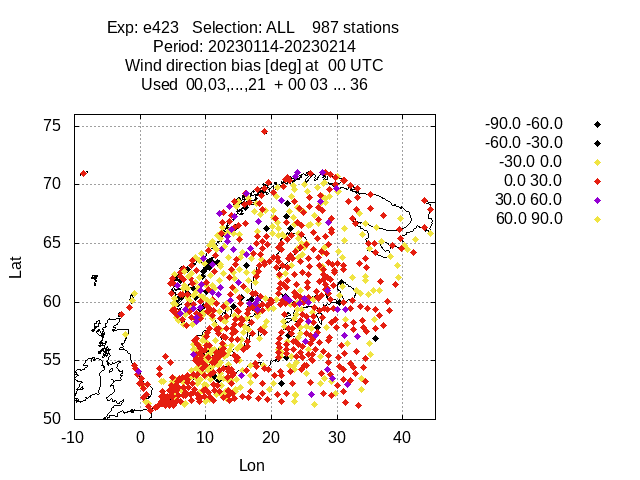 Exp: e423   Selection: ALL    987 stations
Period: 20230114-20230214
Wind direction bias [deg] at  00 UTC
Used  00,03,...,21  + 00 03 ... 36
-90.0 -60.0
-60.0 -30.0
-30.0 0.0
0.0 30.0
30.0 60.0
60.0 90.0
75
70
65
60
55
50
Lat
-10 0 10 20 30 40
Lon